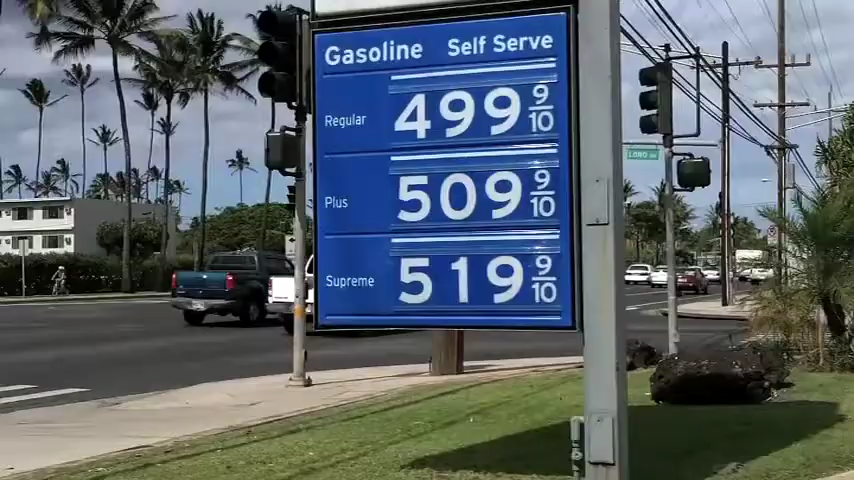 Gasoline Self Serve
Regular 499 9/10
Plus 509 9/10
Supreme 519 9/10